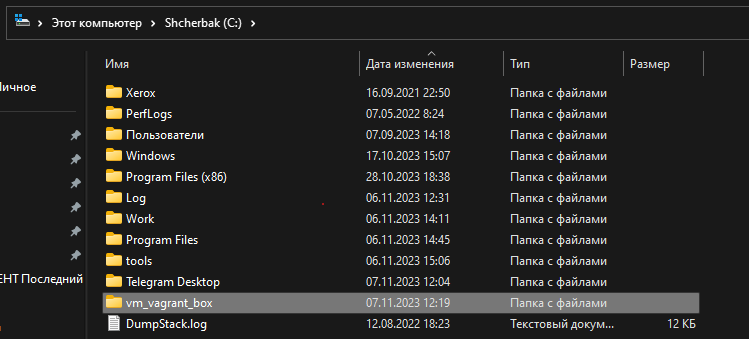 Этот компьютер > Shcherbak (C:) >
Имя Дата изменения Тип Размер
Личное
Xerox 16.09.2021 22:50 Папка с файлами
PerfLogs 07.05.2022 8:24 Папка с файлами
Пользователи 07.09.2023 14:18 Папка с файлами
Windows 17.10.2023 15:07 Папка с файлами
Program Files (x86) 28.10.2023 18:38 Папка с файлами
Log 06.11.2023 12:31 Папка с файлами
Work 06.11.2023 14:11 Папка с файлами
Program Files 06.11.2023 14:45 Папка с файлами
tools 06.11.2023 15:06 Папка с файлами
ЕНТ Последний
Telegram Desktop 07.11.2023 12:04 Папка с файлами
vm_vagrant_box 07.11.2023 12:19 Папка с файлами
DumpStack.log 12.08.2022 18:23 Текстовый докум... 12 КБ